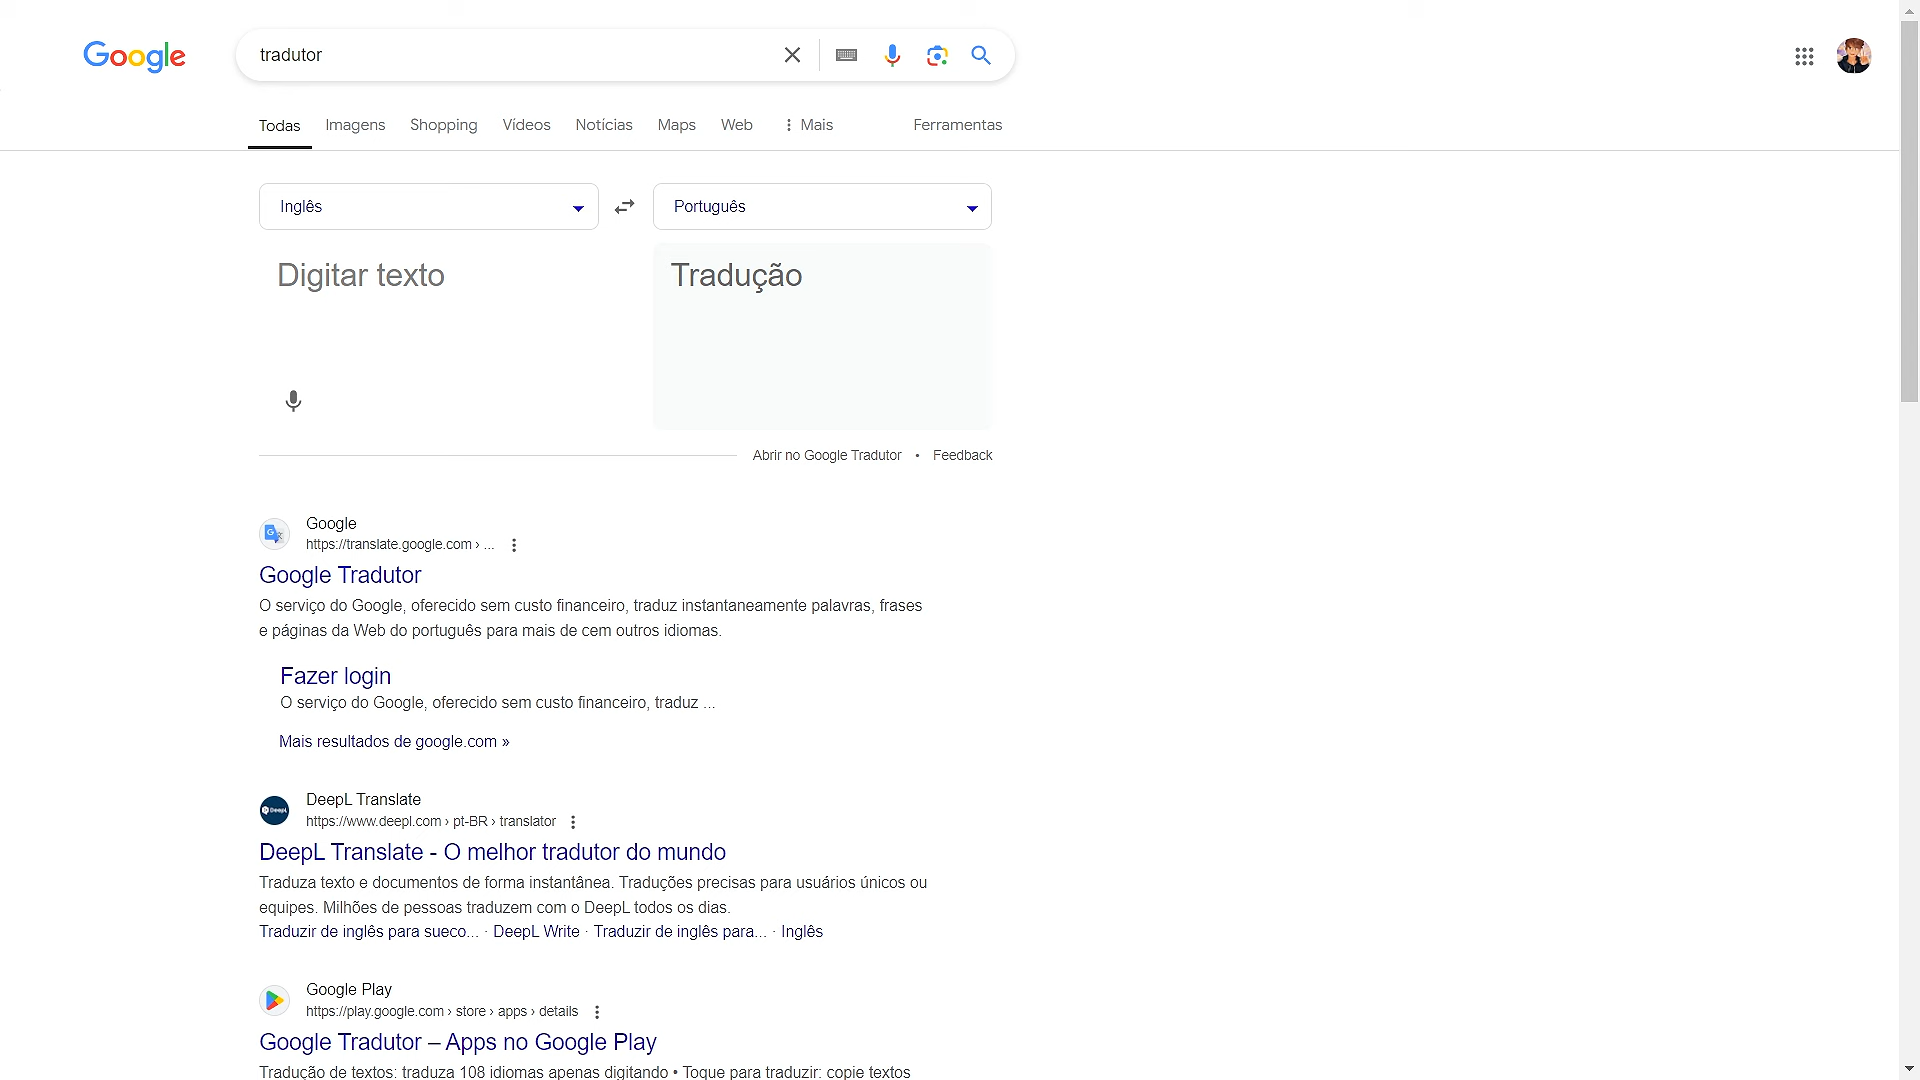 Google
tradutor
Todas Imagens Shopping Vídeos Notícias Maps Web Mais Ferramentas
Inglês Português
Digitar texto Tradução
Abrir no Google Tradutor • Feedback
Google
https://translate.google.com › ...
Google Tradutor
O serviço do Google, oferecido sem custo financeiro, traduz instantaneamente palavras, frases
e páginas da Web do português para mais de cem outros idiomas.
Fazer login
O serviço do Google, oferecido sem custo financeiro, traduz ...
Mais resultados de google.com »
DeepL Translate
https://www.deepl.com › pt-BR › translator
DeepL Translate - O melhor tradutor do mundo
Traduza texto e documentos de forma instantânea. Traduções precisas para usuários únicos ou
equipes. Milhões de pessoas traduzem com o DeepL todos os dias.
Traduzir de inglês para sueco... · DeepL Write · Traduzir de inglês para... · Inglês
Google Play
https://play.google.com › store › apps › details
Google Tradutor – Apps no Google Play
Tradução de textos: traduza 108 idiomas apenas digitando • Toque para traduzir: copie textos